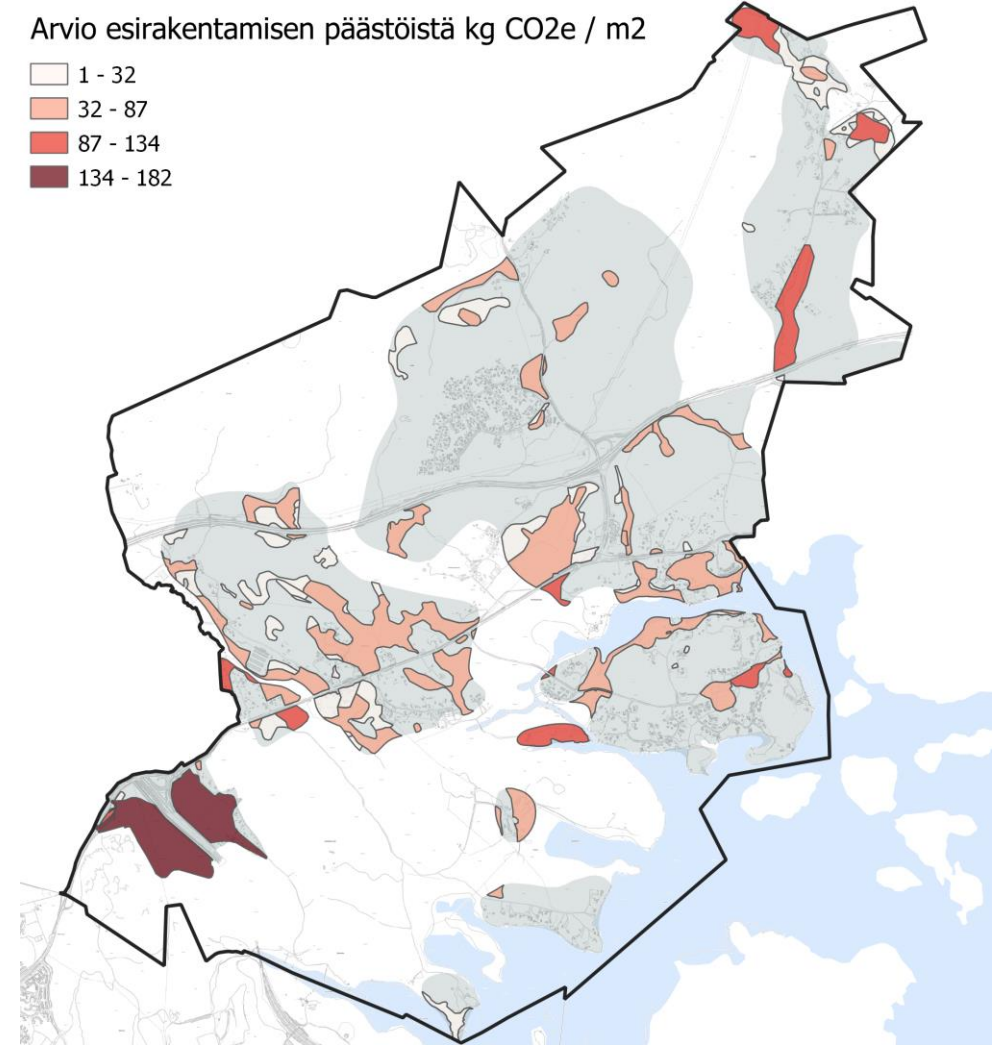 Arvio esirakentamisen päästöistä kg CO2e / m2
1 - 32
32 - 87
87 - 134
134 - 182